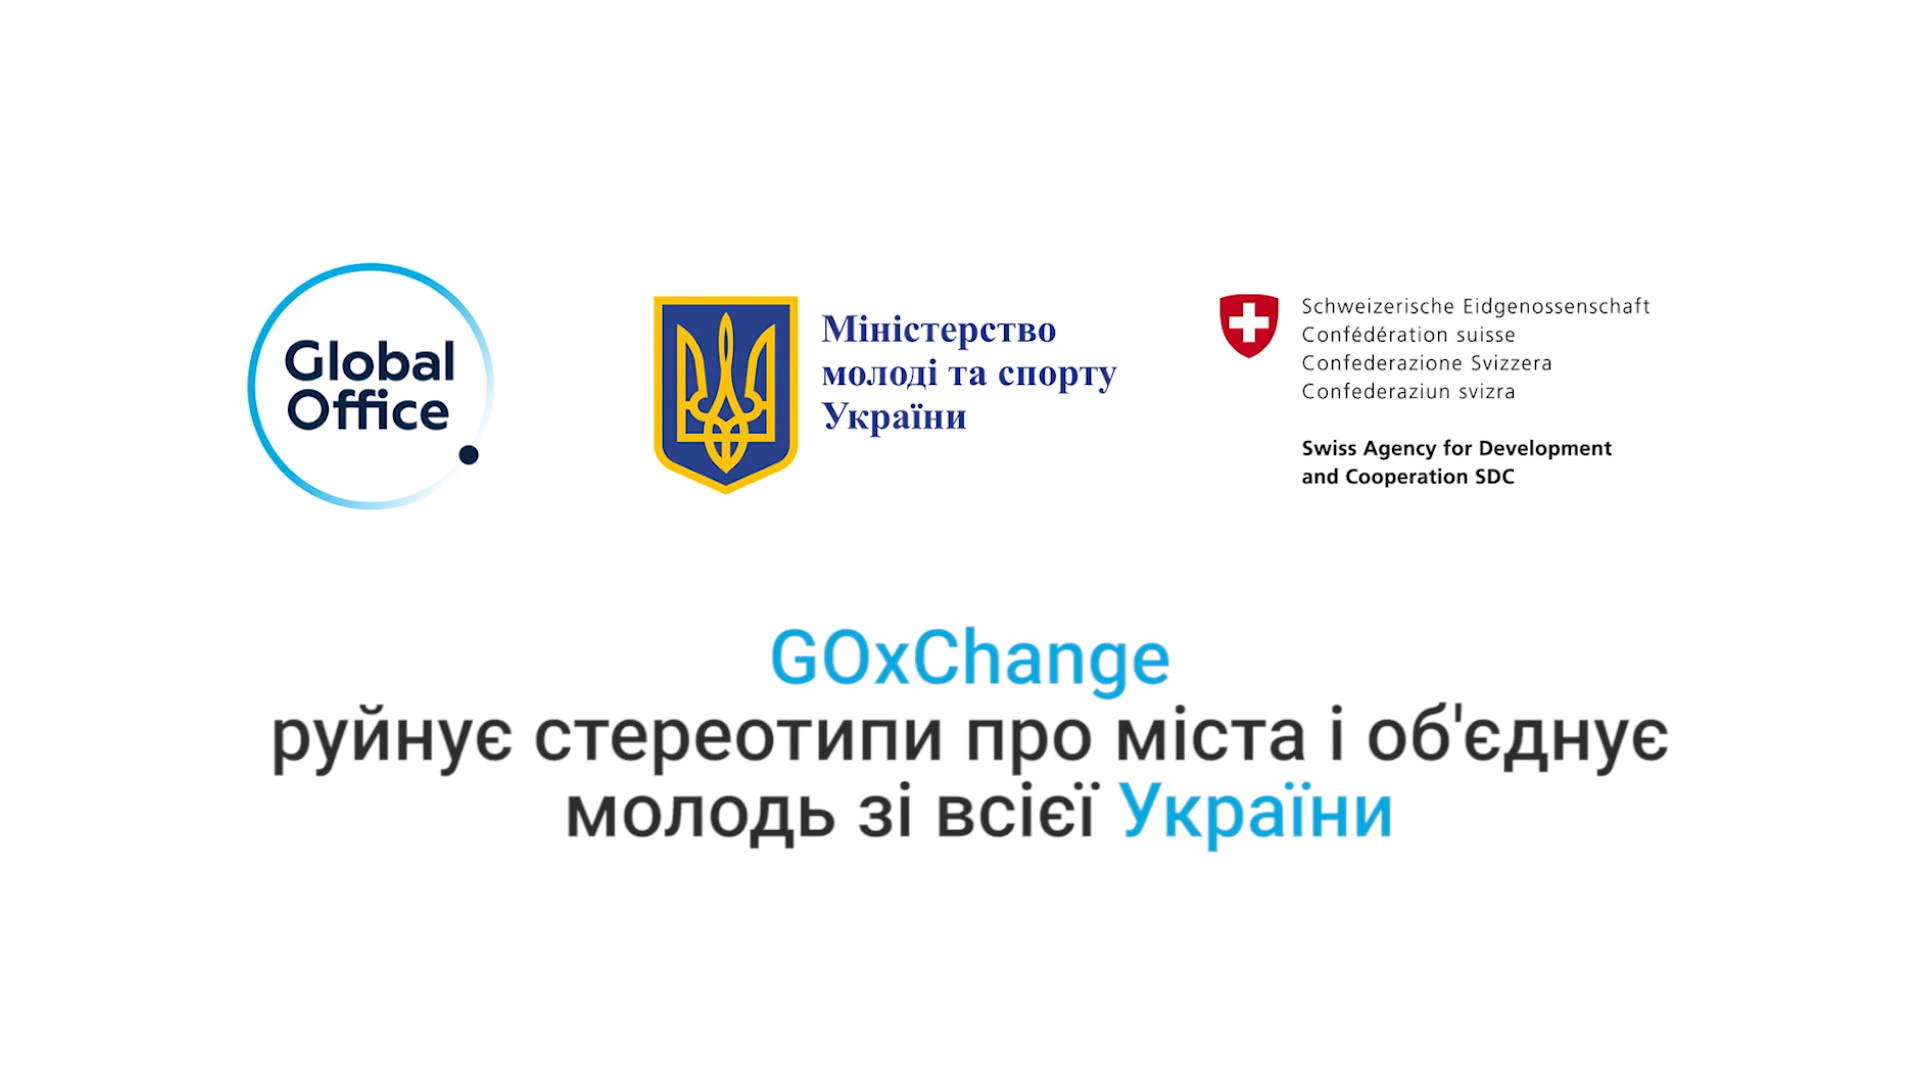 Global
Office
Міністерство
молоді та спорту
України
Schweizerische Eidgenossenschaft
Confédération suisse
Confederazione Svizzera
Confederaziun svizra
Swiss Agency for Development
and Cooperation SDC
GOxChange
руйнує стереотипи про міста і об'єднує
молодь зі всієї України